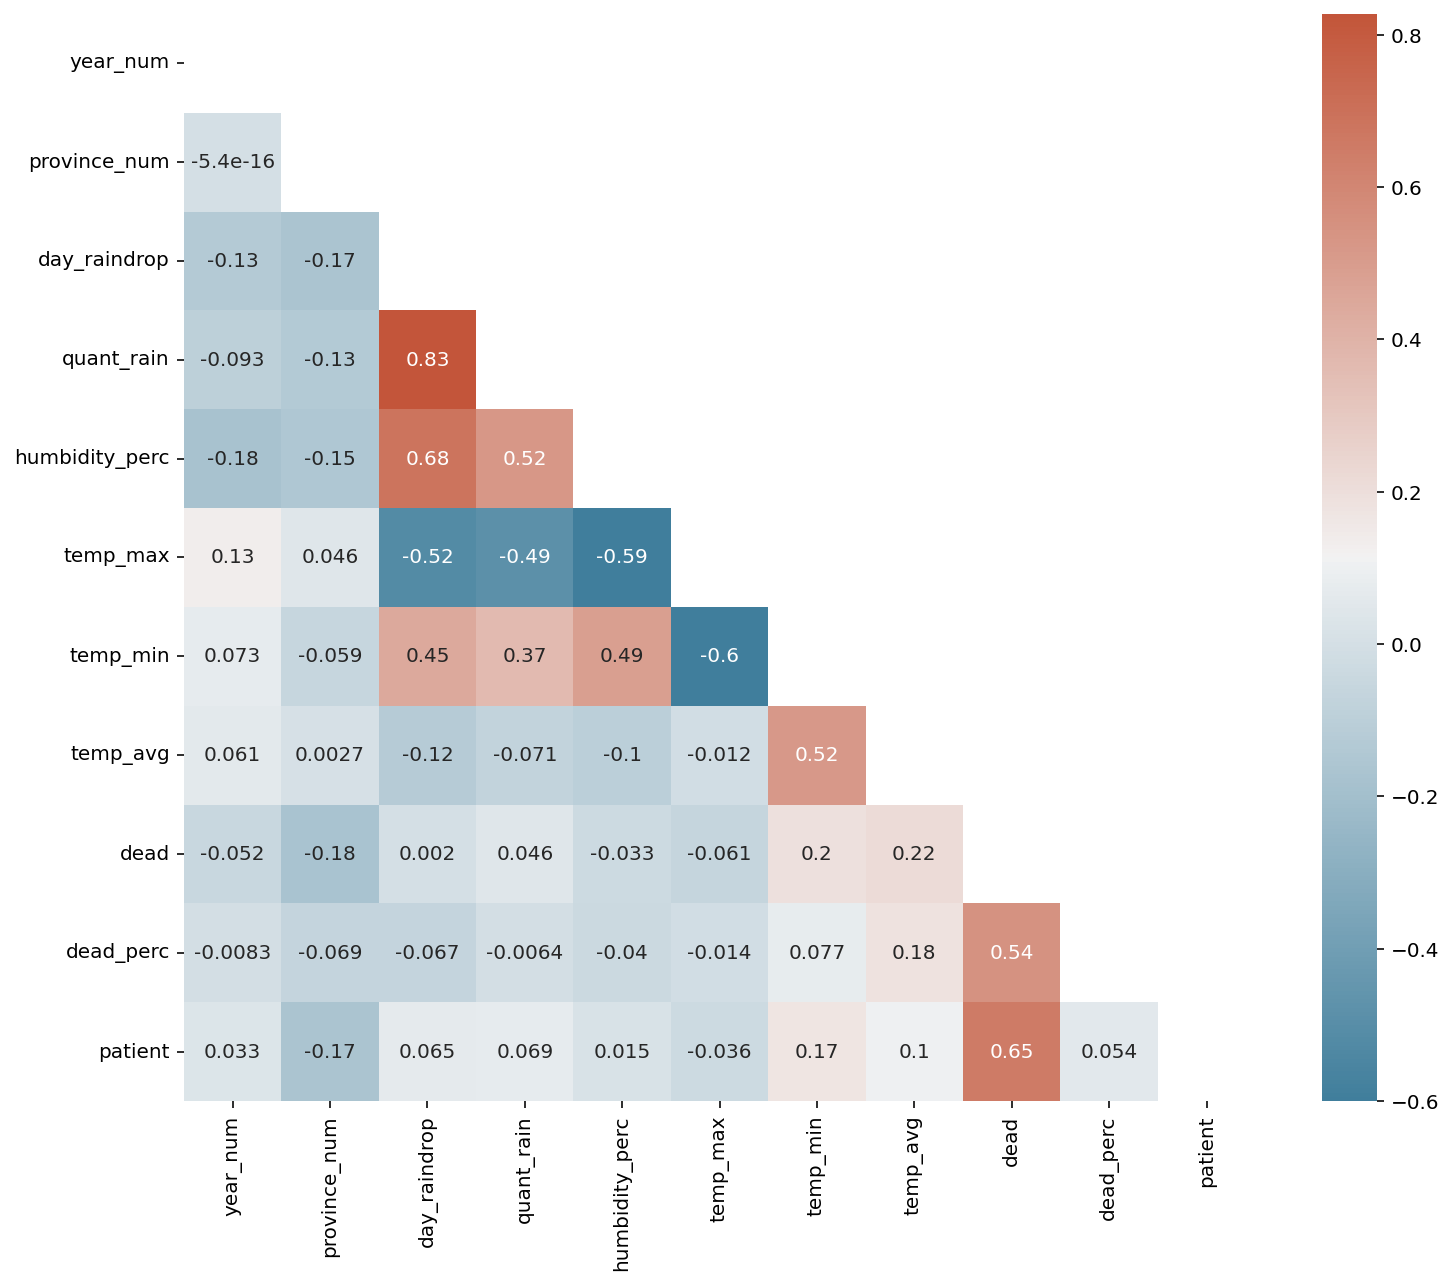 year_num
province_num -5.4e-16
day_raindrop -0.13 -0.17
quant_rain -0.093 -0.13 0.83
humbidity_perc -0.18 -0.15 0.68 0.52
temp_max 0.13 0.046 -0.52 -0.49 -0.59
temp_min 0.073 -0.059 0.45 0.37 0.49 -0.6
temp_avg 0.061 0.0027 -0.12 -0.071 -0.1 -0.012 0.52
dead -0.052 -0.18 0.002 0.046 -0.033 -0.061 0.2 0.22
dead_perc -0.0083 -0.069 -0.067 -0.0064 -0.04 -0.014 0.077 0.18 0.54
patient 0.033 -0.17 0.065 0.069 0.015 -0.036 0.17 0.1 0.65 0.054
year_num
province_num
day_raindrop
quant_rain
humbidity_perc
temp_max
temp_min
temp_avg
dead
dead_perc
patient
0.8
0.6
0.4
0.2
0.0
−0.2
−0.4
−0.6